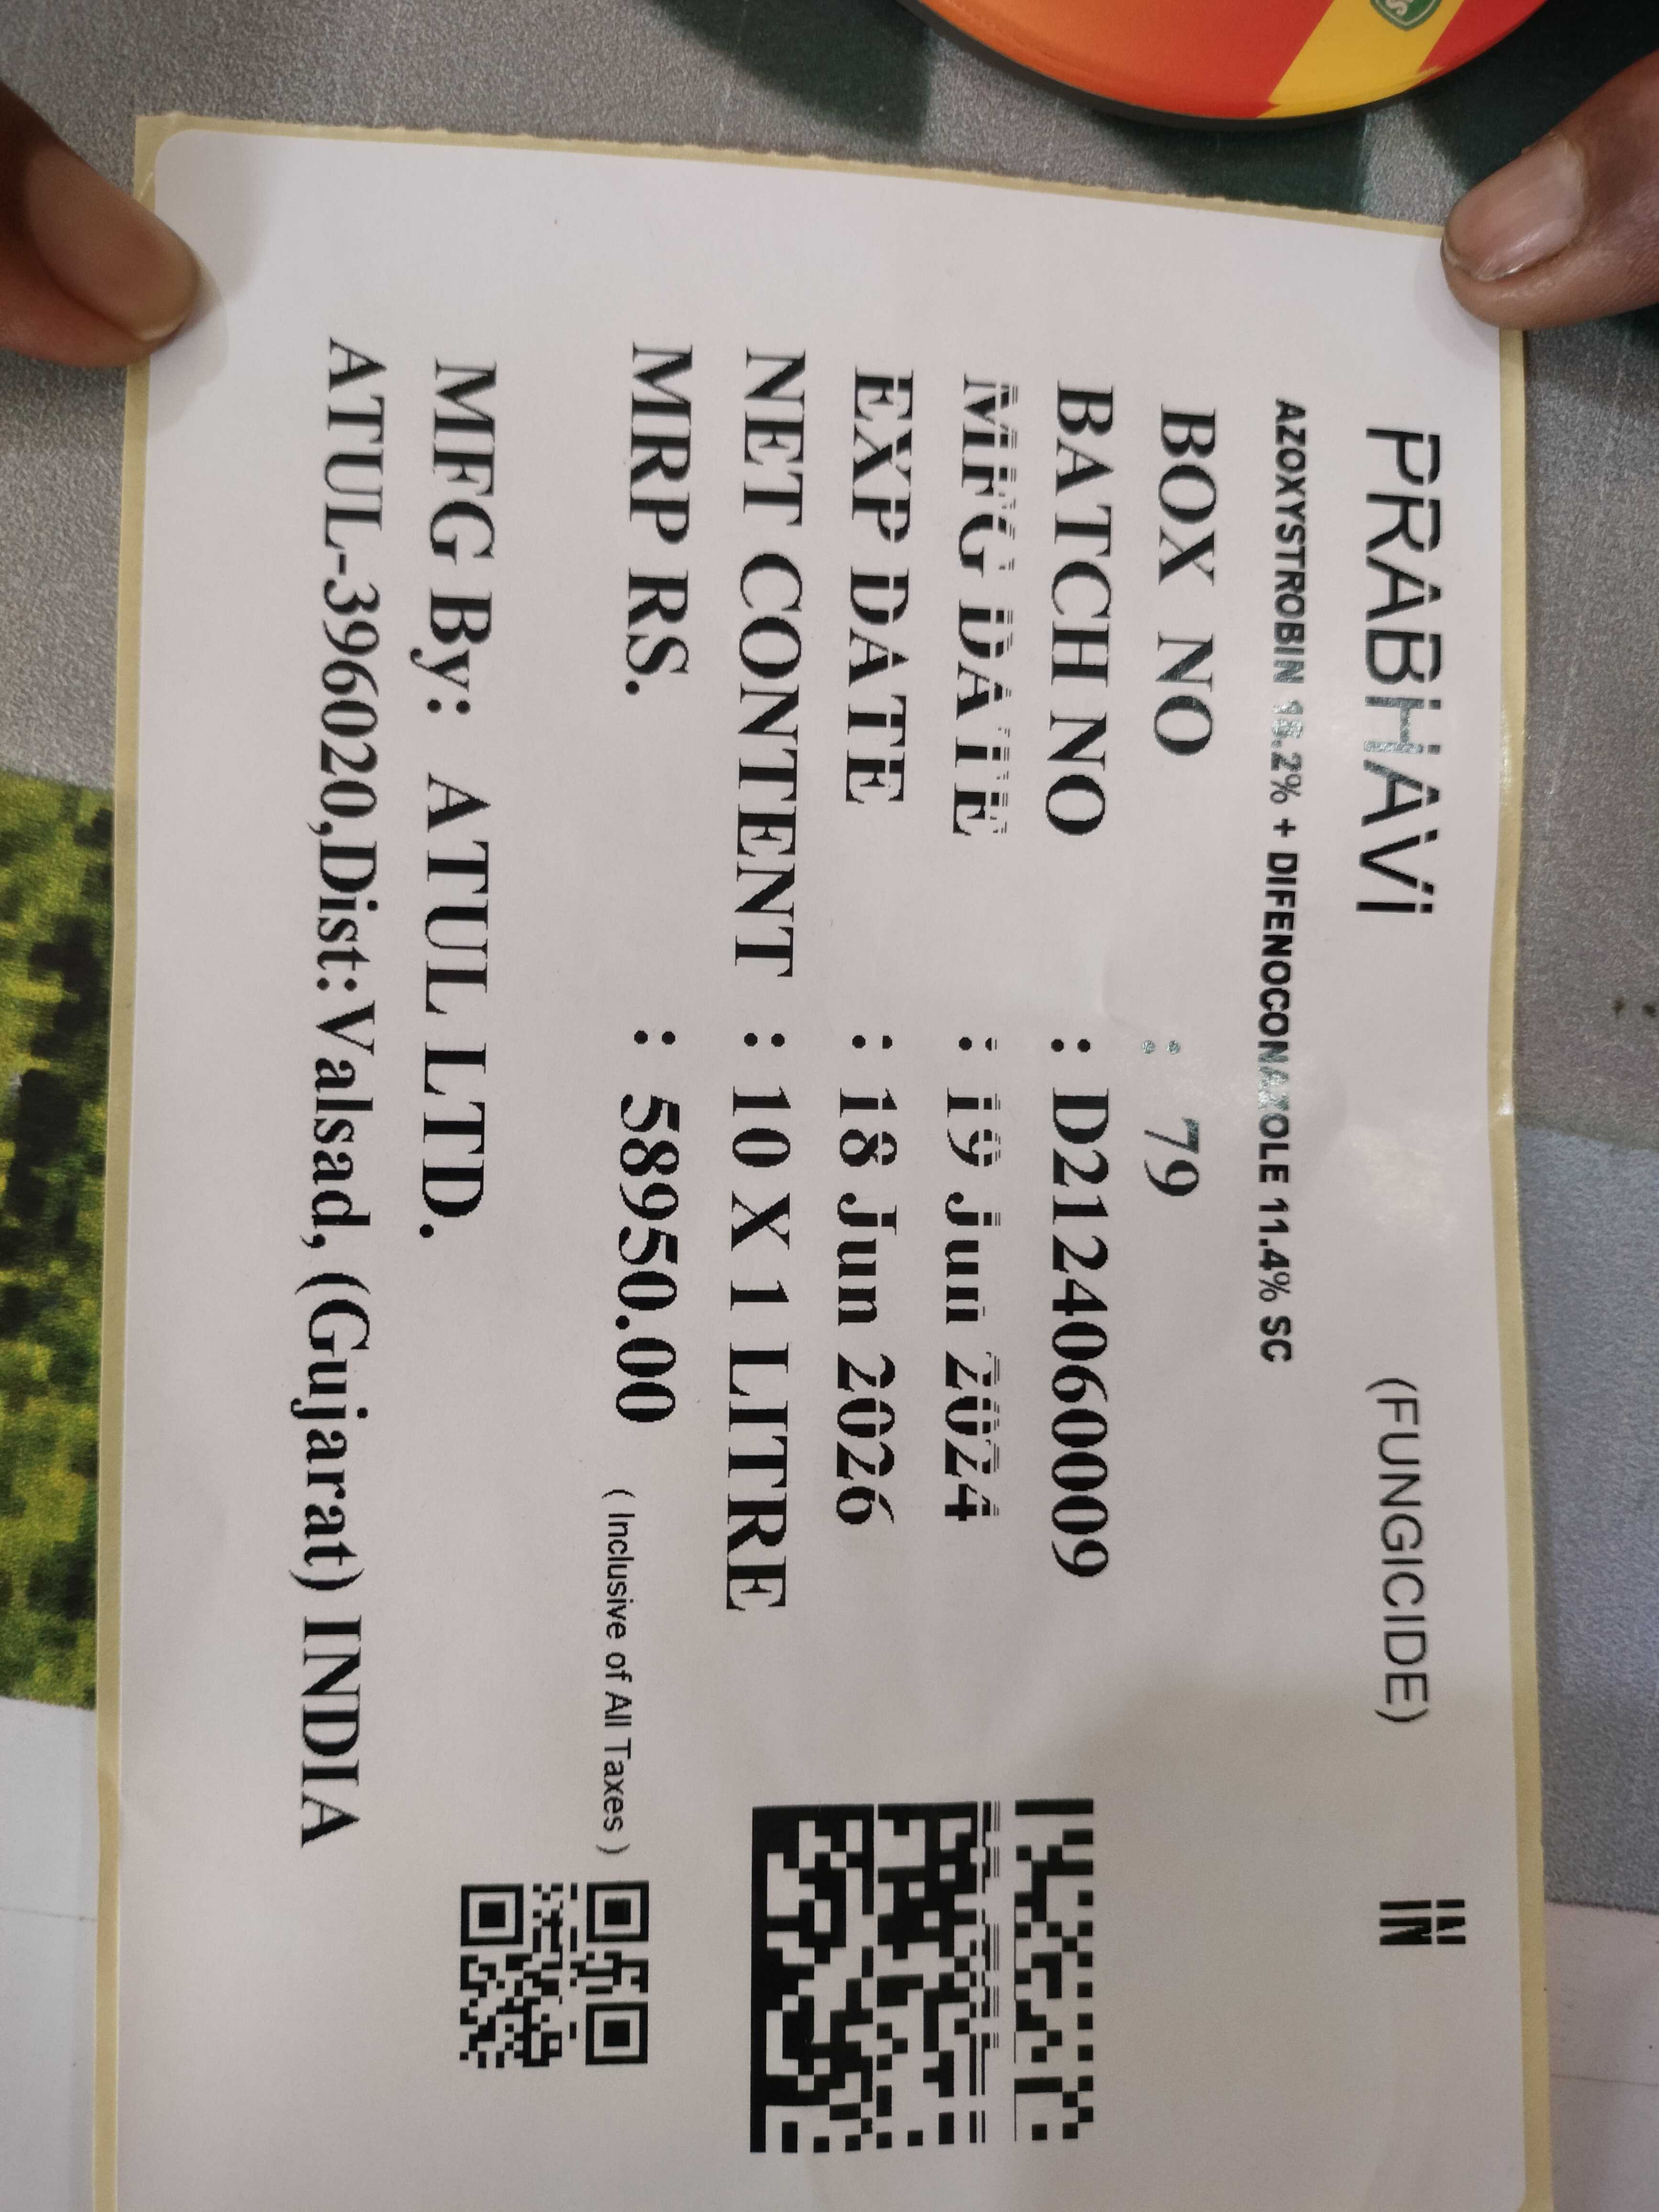 PRABHAVi (FUNGICIDE) IN
AZOXYSTROBIN 18.2% + DIFENOCONAZOLE 11.4% SC
BOX NO : 79
BATCH NO : D2124060009
MFG DATE : 19 Jun 2024
EXP DATE : 18 Jun 2026
NET CONTENT : 10 X 1 LITRE
MRP RS. : 58950.00 ( Inclusive of All Taxes )
MFG By: ATUL LTD.
ATUL-396020,Dist:Valsad, (Gujarat) INDIA